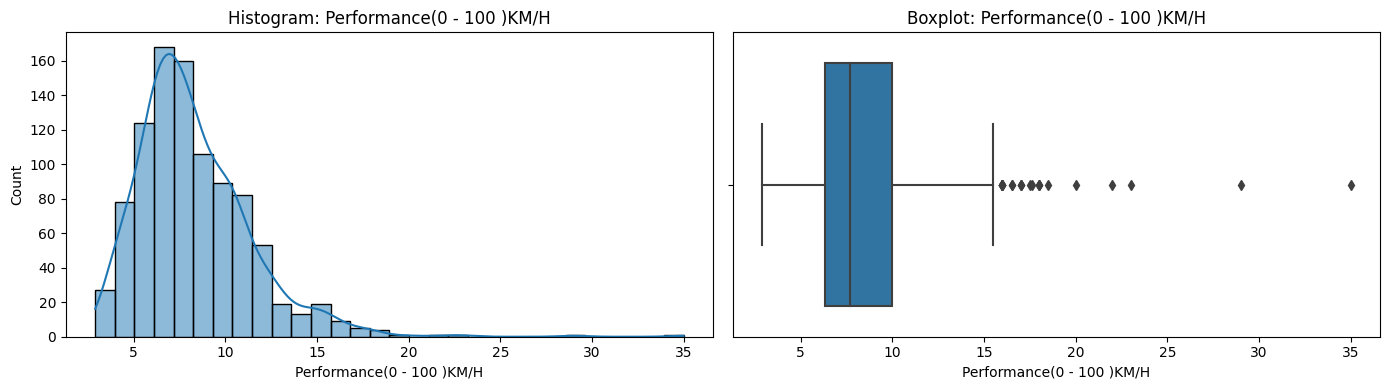 Histogram: Performance(0 - 100 )KM/H
160
140
120
100
80
60
40
20
0
Count
5 10 15 20 25 30 35
Performance(0 - 100 )KM/H
Boxplot: Performance(0 - 100 )KM/H
5 10 15 20 25 30 35
Performance(0 - 100 )KM/H